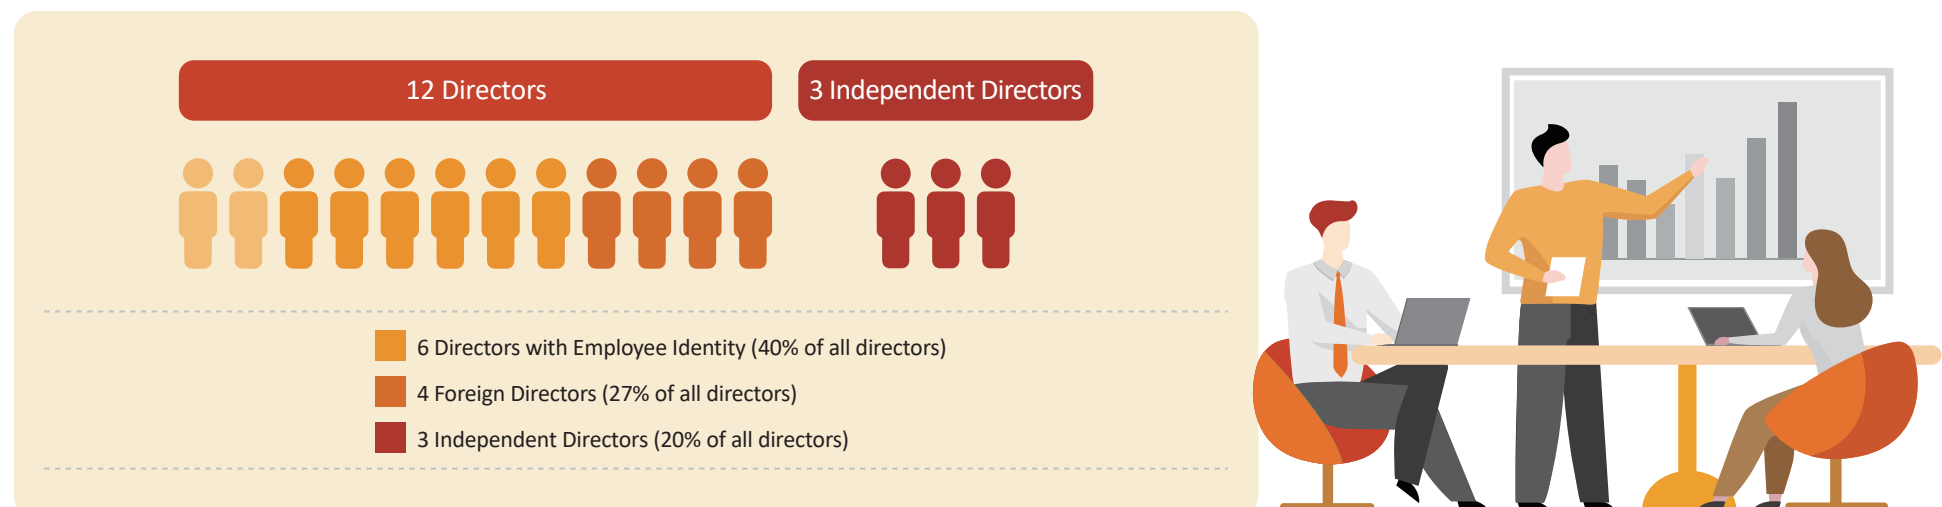 12 Directors
3 Independent Directors
6 Directors with Employee Identity (40% of all directors)
4 Foreign Directors (27% of all directors)
3 Independent Directors (20% of all directors)